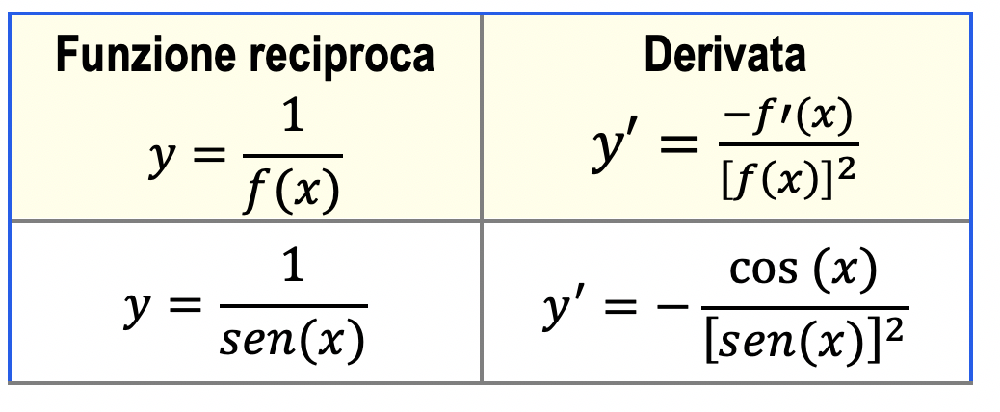 Funzione reciproca
y = 1/f(x)
Derivata
y′ = −f′(x)/[f(x)]²
y = 1/sen(x)
y′ = − cos (x)/[sen(x)]²